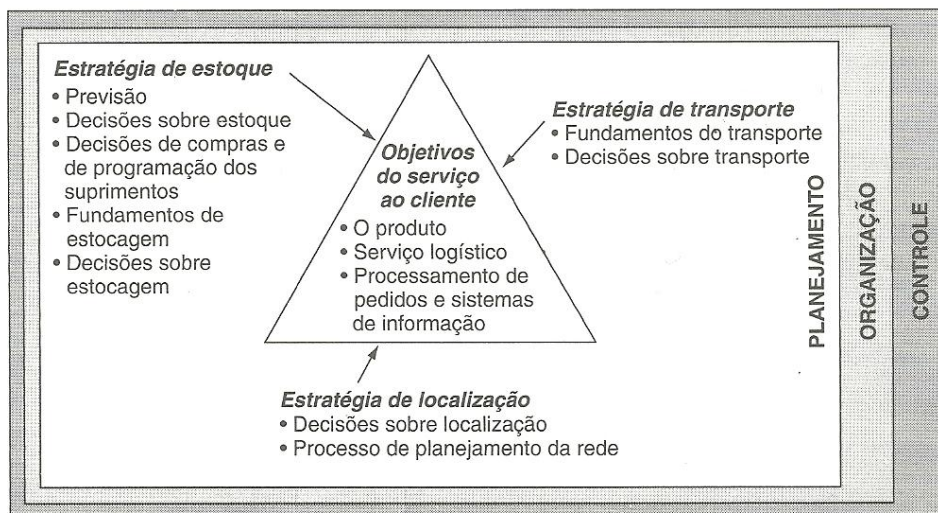 Estratégia de estoque
• Previsão
• Decisões sobre estoque
• Decisões de compras e
de programação dos
suprimentos
• Fundamentos de
estocagem
• Decisões sobre
estocagem
Objetivos
do serviço
ao cliente
• O produto
• Serviço logístico
• Processamento de
pedidos e sistemas
de informação
Estratégia de transporte
• Fundamentos do transporte
• Decisões sobre transporte
Estratégia de localização
• Decisões sobre localização
• Processo de planejamento da rede
PLANEJAMENTO
ORGANIZAÇÃO
CONTROLE